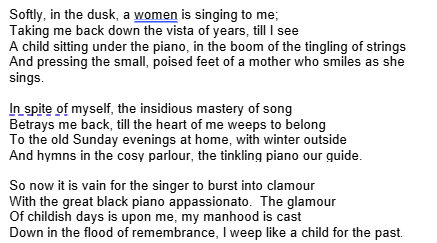 Softly, in the dusk, a women is singing to me;
Taking me back down the vista of years, till I see
A child sitting under the piano, in the boom of the tingling of strings
And pressing the small, poised feet of a mother who smiles as she
sings.

In spite of myself, the insidious mastery of song
Betrays me back, till the heart of me weeps to belong
To the old Sunday evenings at home, with winter outside
And hymns in the cosy parlour, the tinkling piano our guide.

So now it is vain for the singer to burst into clamour
With the great black piano appassionato.  The glamour
Of childish days is upon me, my manhood is cast
Down in the flood of remembrance, I weep like a child for the past.